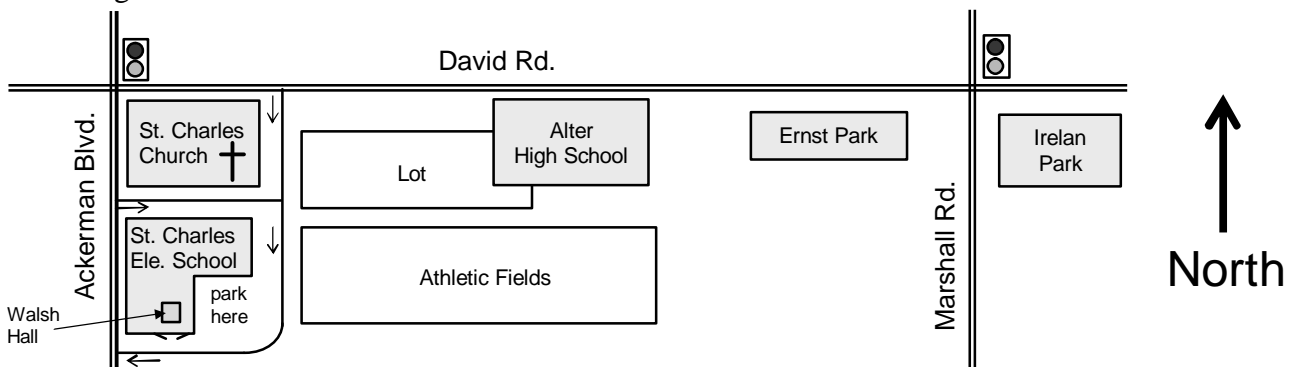 David Rd.
Ackerman Blvd.
St. Charles
Church
Lot
Alter
High School
Ernst Park
Irelan
Park
St. Charles
Ele. School
park
here
Walsh
Hall
Athletic Fields
Marshall Rd.
North